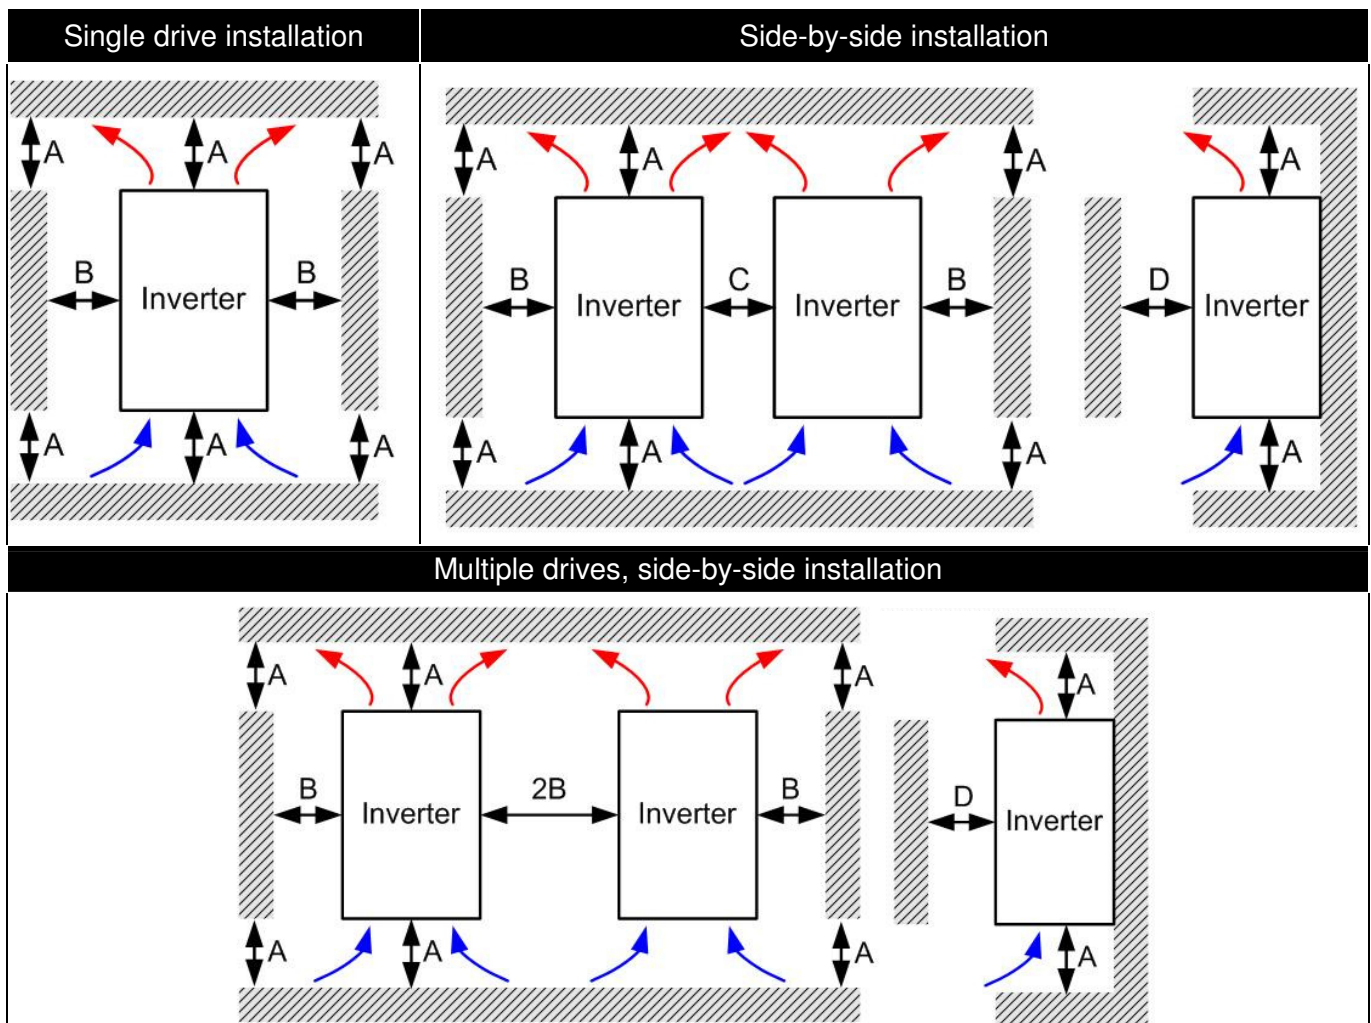 Single drive installation
Side-by-side installation
A A A
B Inverter B
A A A
A A A A
B Inverter C Inverter B D Inverter
A A A A
Multiple drives, side-by-side installation
A A A A
B Inverter 2B Inverter B D Inverter
A A A A